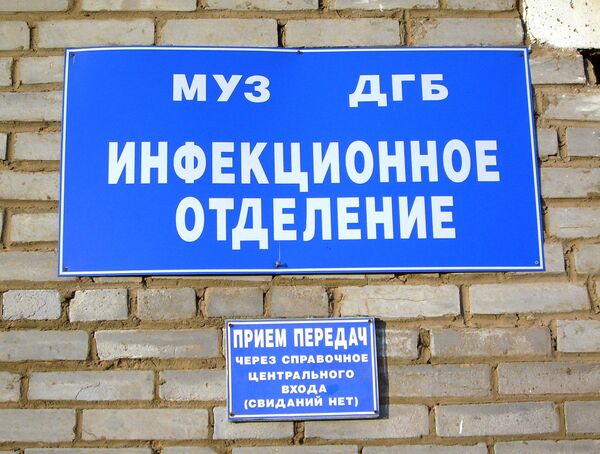 МУЗ ДГБ
ИНФЕКЦИОННОЕ
ОТДЕЛЕНИЕ
ПРИЕМ ПЕРЕДАЧ
ЧЕРЕЗ СПРАВОЧНОЕ
ЦЕНТРАЛЬНОГО
ВХОДА
(СВИДАНИЙ НЕТ)